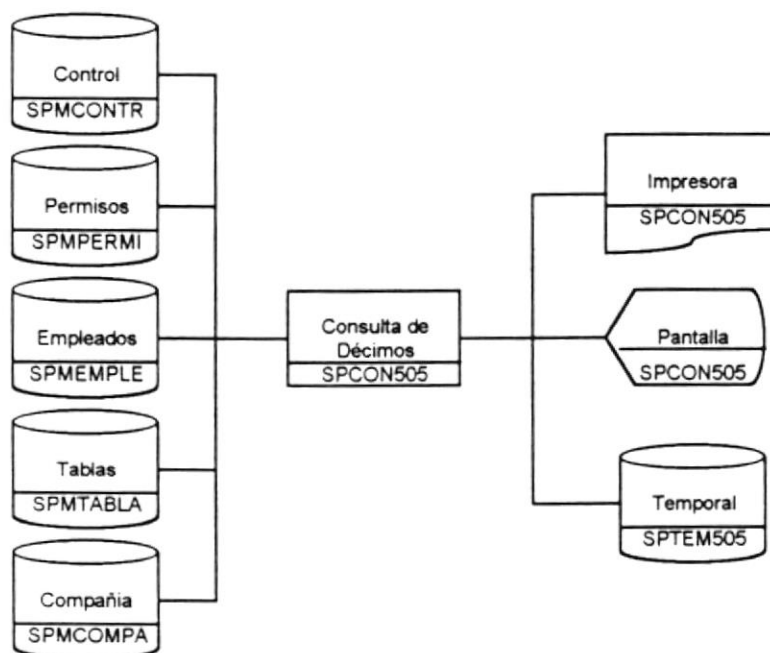 Control
SPMCONTR
Permisos
SPMPERMI
Empleados
SPMEMPLE
Tablas
SPMTABLA
Compañia
SPMCOMPA
Consulta de
Décimos
SPCON505
Impresora
SPCON505
Pantalla
SPCON505
Temporal
SPTEM505